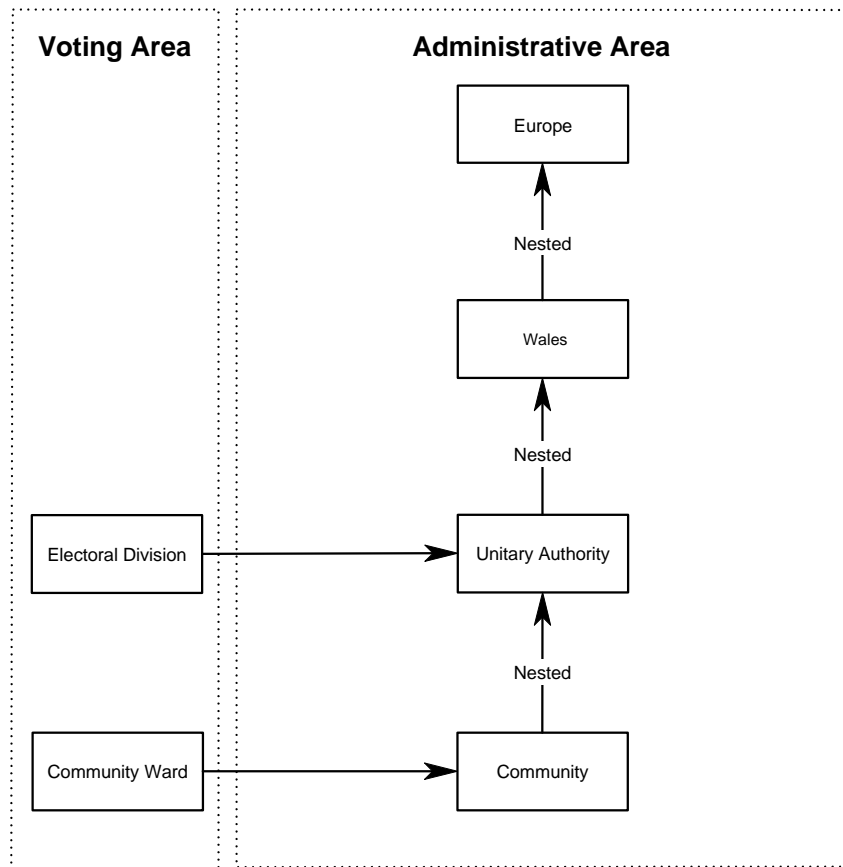 Voting Area
Administrative Area
Europe
Nested
Wales
Nested
Electoral Division
Unitary Authority
Nested
Community Ward
Community